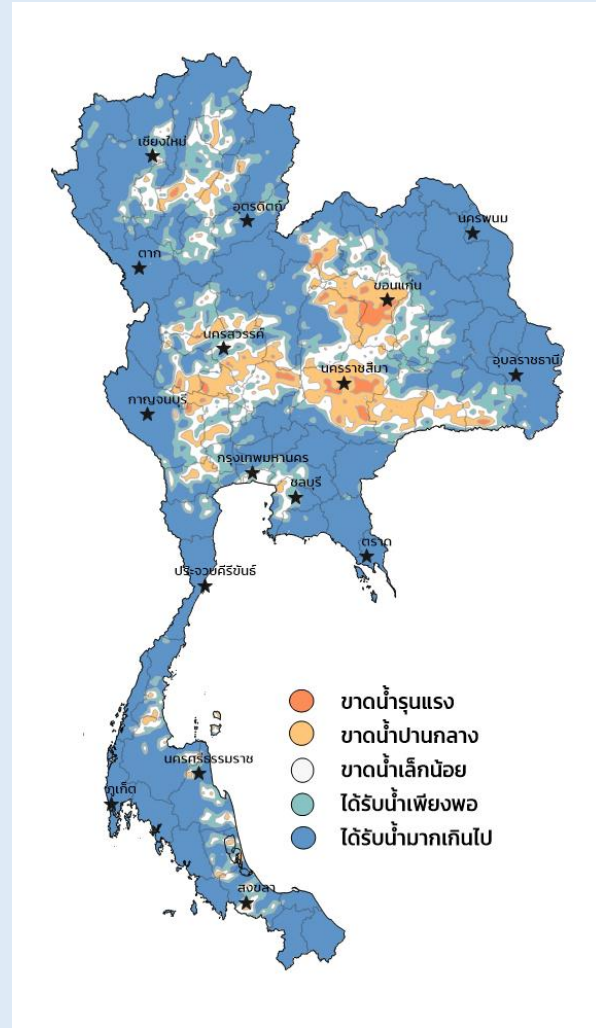 เชียงใหม่
อุตรดิตถ์
นครพนม
ตาก
ขอนแก่น
นครสวรรค์
อุบลราชธานี
นครราชสีมา
กาญจนบุรี
กรุงเทพมหานคร
ชลบุรี
ตราด
ประจวบคีรีขันธ์
ขาดน้ำรุนแรง
ขาดน้ำปานกลาง
นครศรีธรรมราช
ขาดน้ำเล็กน้อย
ภูเก็ต
ได้รับน้ำเพียงพอ
ได้รับน้ำมากเกินไป
สงขลา